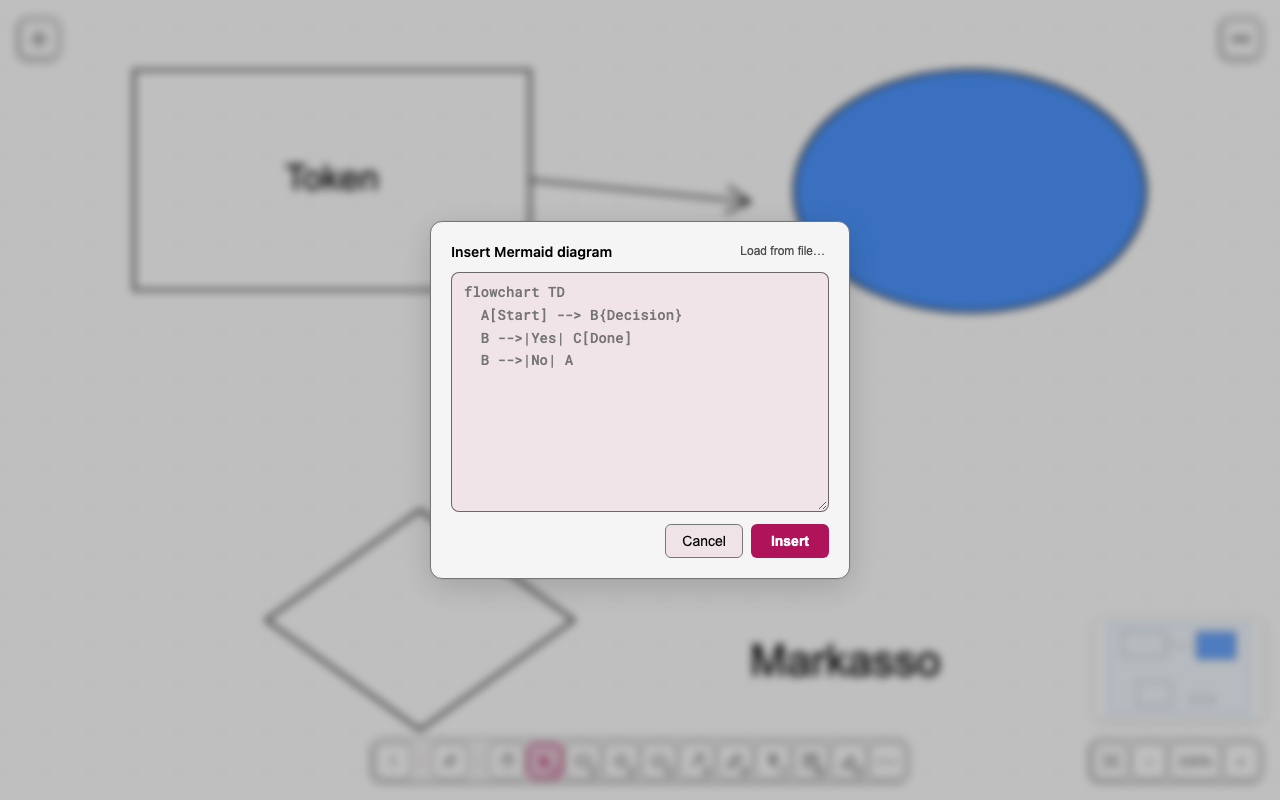 Token
Insert Mermaid diagram
Load from file...
flowchart TD
  A[Start] --> B{Decision}
  B -->|Yes| C[Done]
  B -->|No| A
Cancel
Insert
Markasso